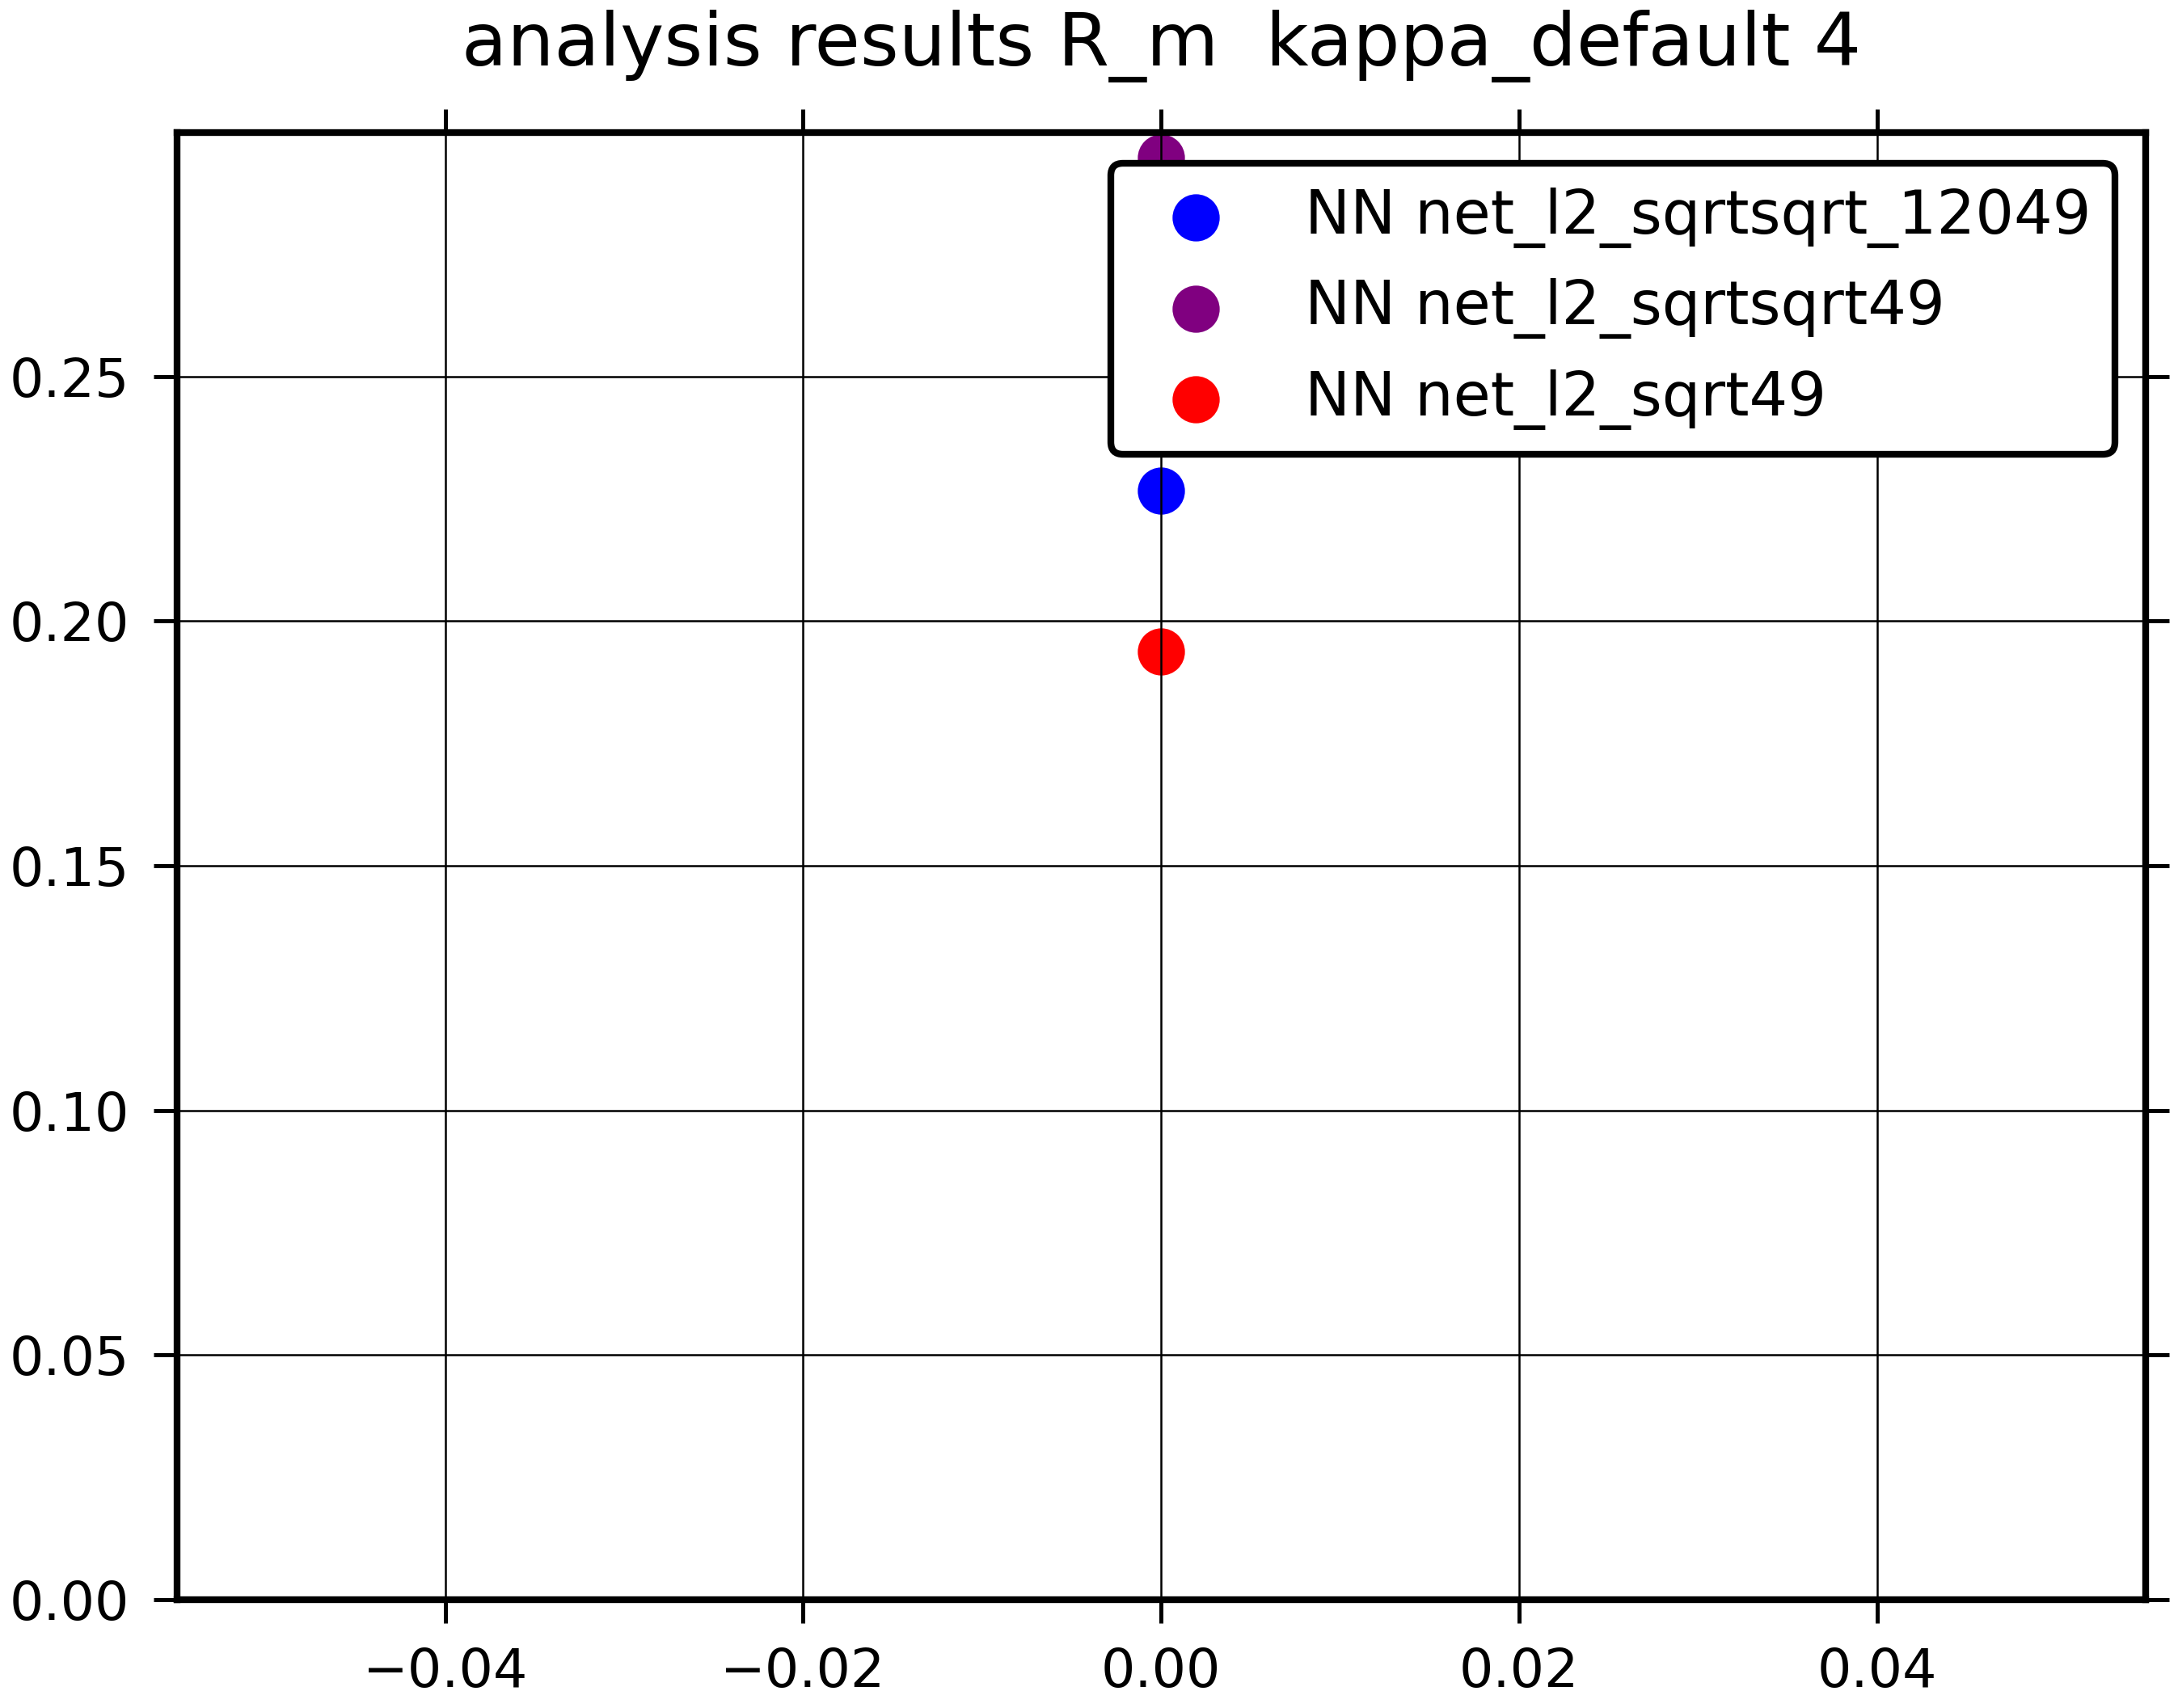 analysis results R_m  kappa_default 4
NN net_l2_sqrtsqrt_12049
NN net_l2_sqrtsqrt49
NN net_l2_sqrt49
0.25
0.20
0.15
0.10
0.05
0.00
−0.04
−0.02
0.00
0.02
0.04